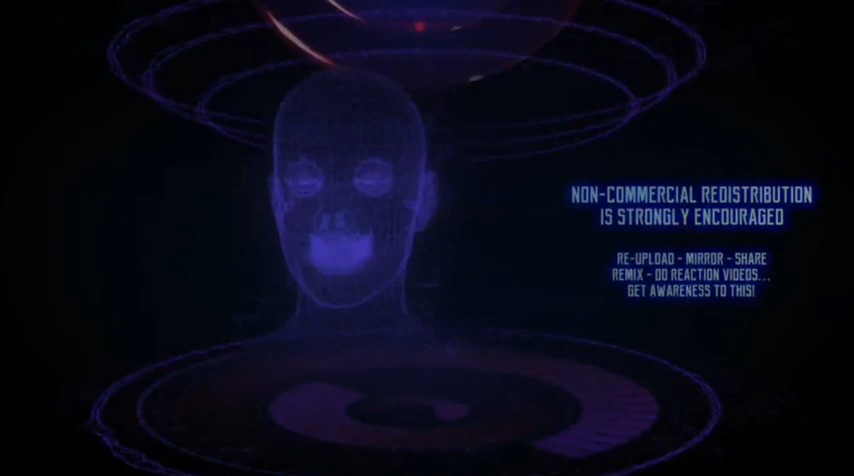 NON-COMMERCIAL REDISTRIBUTION
IS STRONGLY ENCOURAGED
RE-UPLOAD - MIRROR - SHARE
REMIX - DO REACTION VIDEOS...
GET AWARENESS TO THIS!